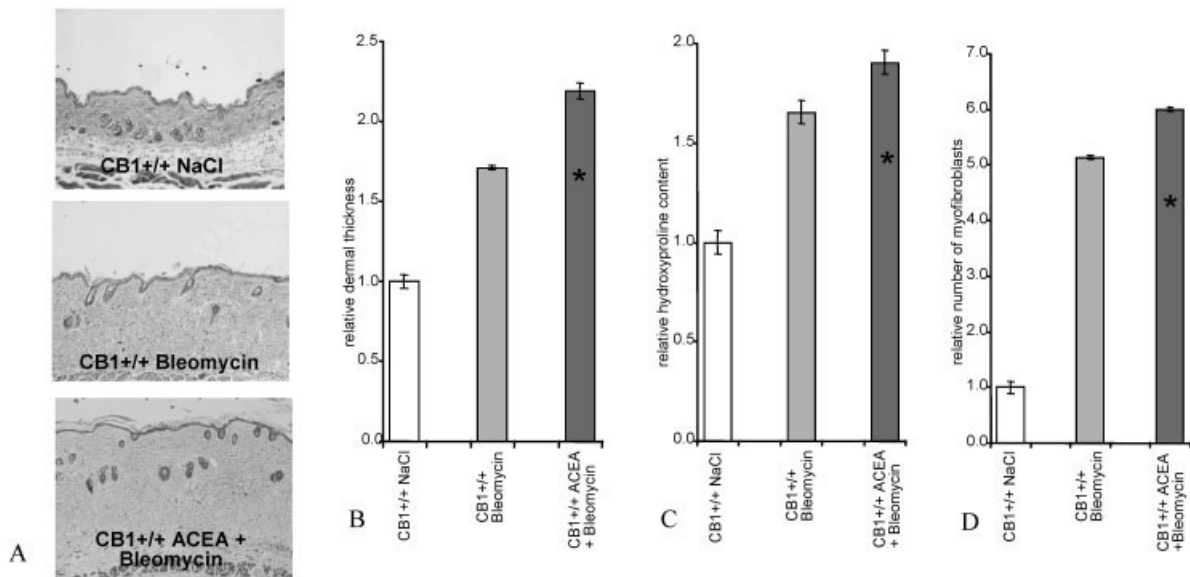 CB1+/+ NaCl
CB1+/+ Bleomycin
CB1+/+ ACEA +
Bleomycin
A
relative dermal thickness
2.5
2.0
1.5
1.0
0.5
0.0
CB1+/+ NaCl
CB1+/+
Bleomycin
CB1+/+ ACEA
+ Bleomycin
*
B
relative hydroxyproline content
2.0
1.5
1.0
0.5
0.0
CB1+/+ NaCl
CB1+/+
Bleomycin
CB1+/+ ACEA
+ Bleomycin
*
C
relative number of myofibroblasts
7.0
6.0
5.0
4.0
3.0
2.0
1.0
0.0
CB1+/+ NaCl
CB1+/+
Bleomycin
CB1+/+ ACEA
+Bleomycin
*
D